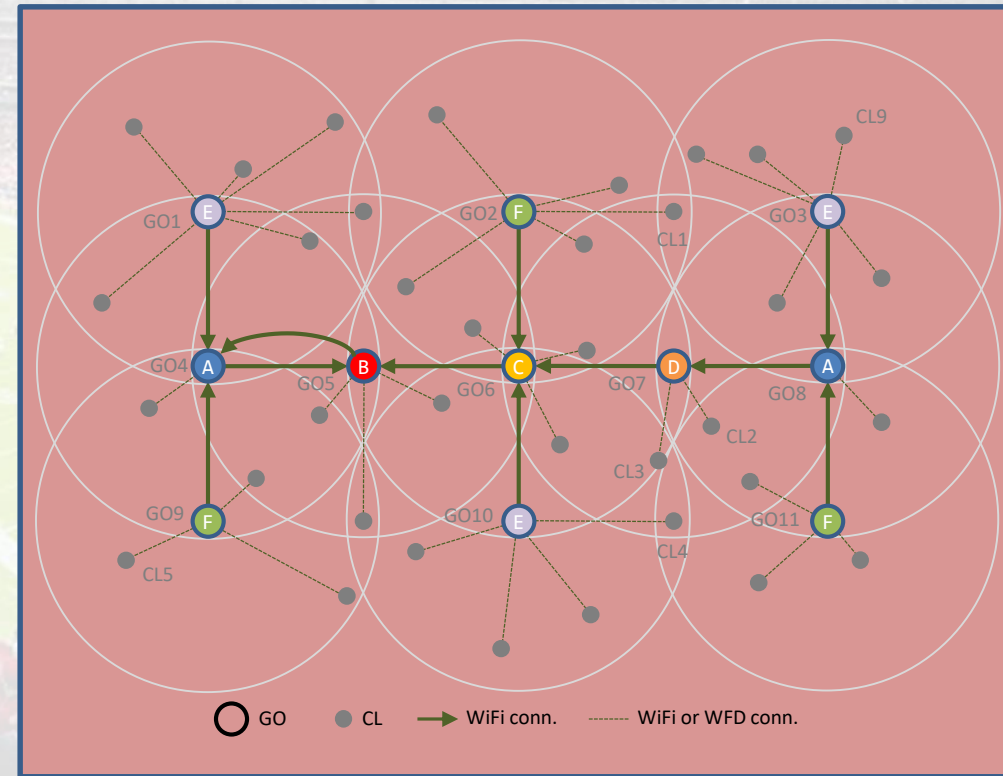 CL9
E
GO1
F
GO2
CL1
E
GO3
GO4
A
GO5
B
GO6
C
GO7
D
GO8
A
CL2
CL3
GO9
F
CL5
GO10
E
CL4
GO11
F
GO
CL
WiFi conn.
WiFi or WFD conn.